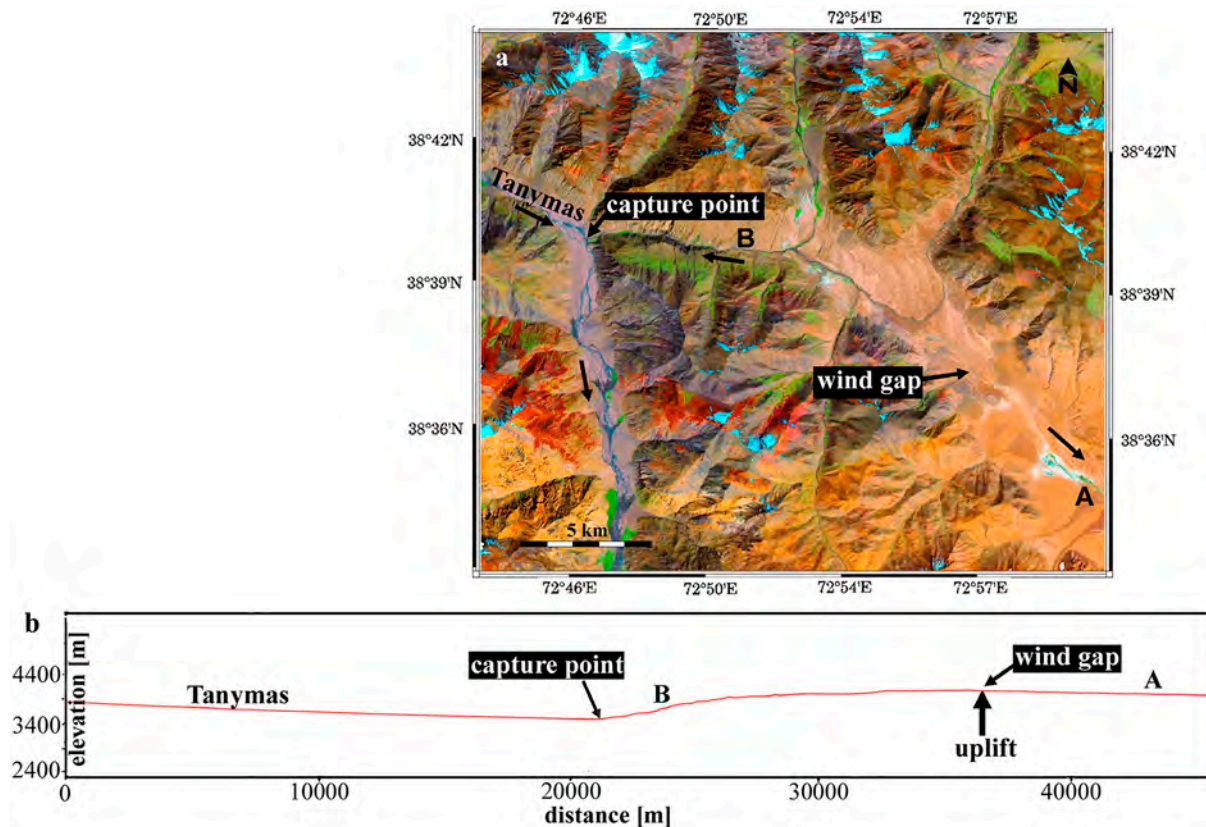 72°46'E 72°50'E 72°54'E 72°57'E
a
N
38°42'N 38°42'N
Tanymas
capture point
B
38°39'N 38°39'N
wind gap
38°36'N 38°36'N
A
5 km
72°46'E 72°50'E 72°54'E 72°57'E
b
elevation [m]
4400
3400
2400
capture point
wind gap
Tanymas
B
A
uplift
0 10000 20000 30000 40000
distance [m]